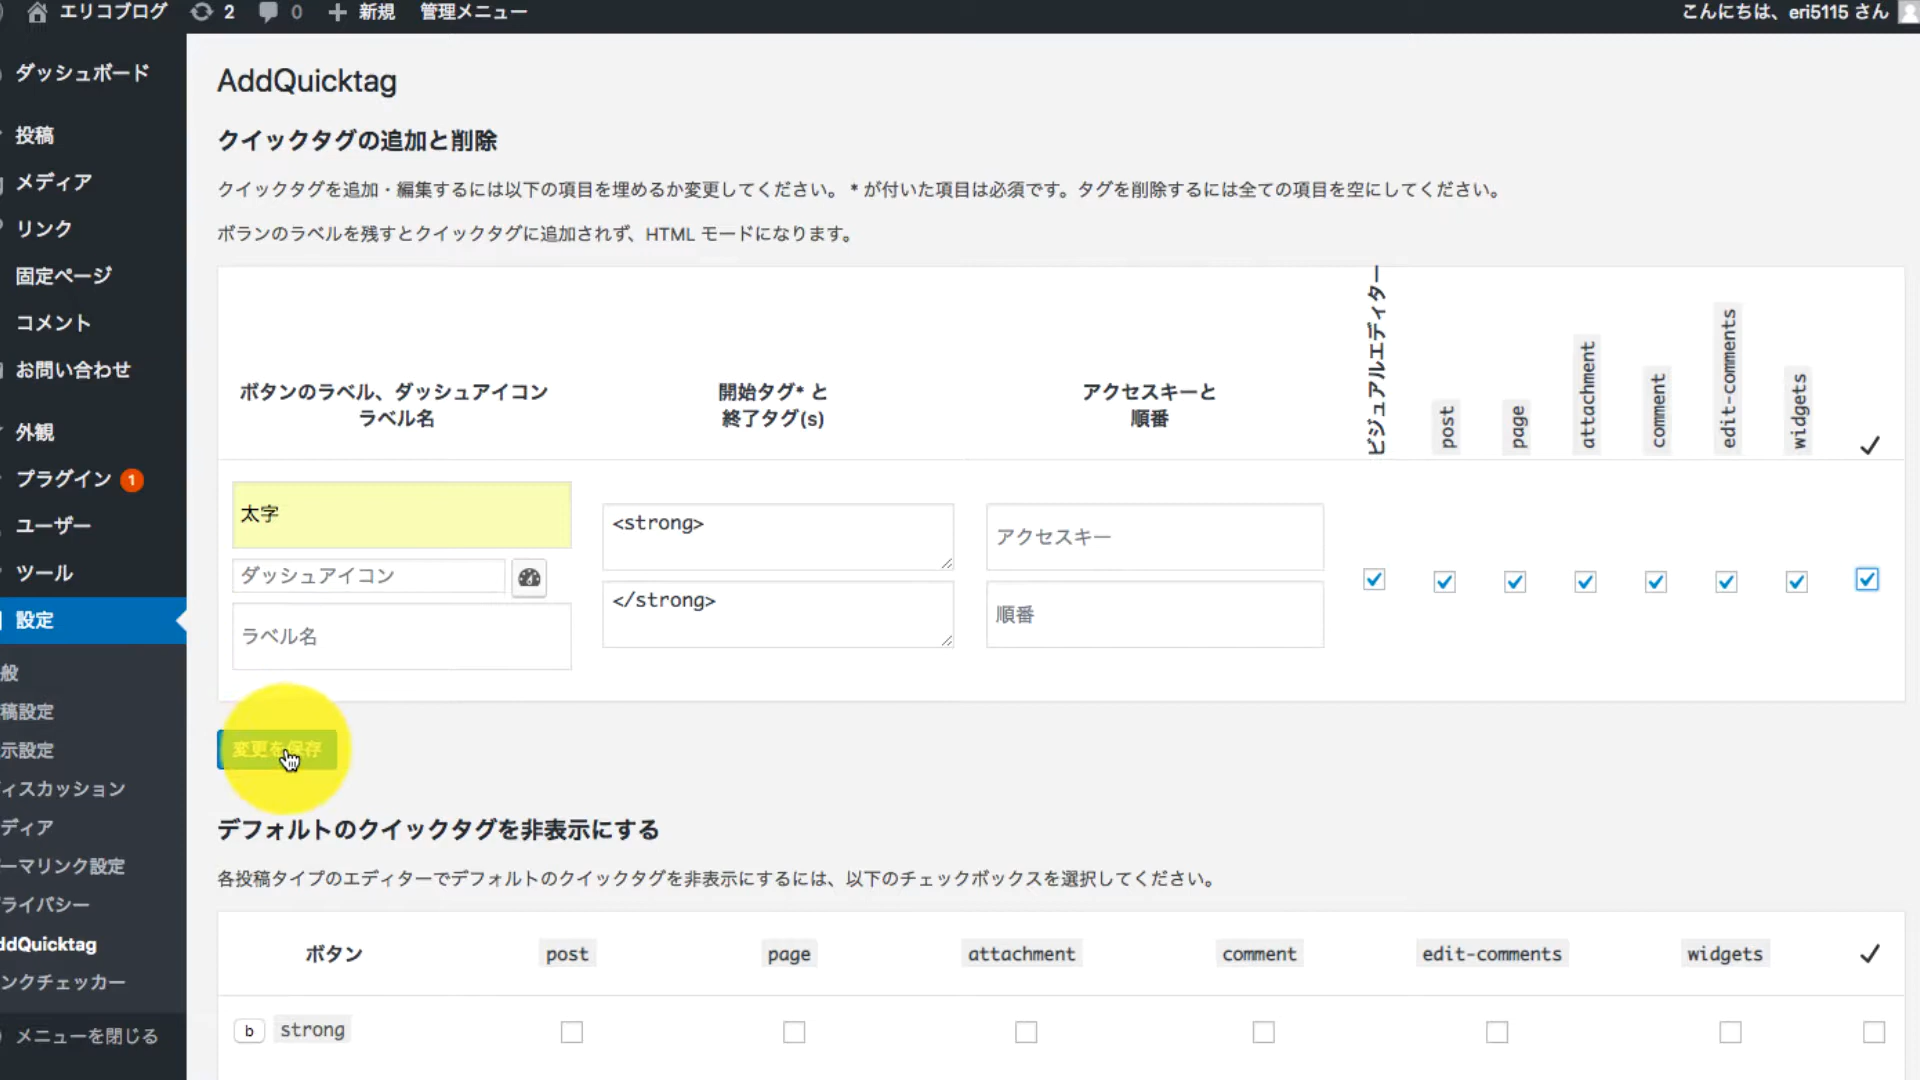 エリコブログ 2 0 新規 管理メニュー こんにちは、eri5115 さん
ダッシュボード
投稿
メディア
リンク
固定ページ
コメント
お問い合わせ
外観
プラグイン 1
ユーザー
ツール
設定
般
稿設定
示設定
ィスカッション
ディア
ーマリンク設定
ライバシー
ddQuicktag
ンクチェッカー
メニューを閉じる
AddQuicktag
クイックタグの追加と削除
クイックタグを追加・編集するには以下の項目を埋めるか変更してください。 * が付いた項目は必須です。タグを削除するには全ての項目を空にしてください。
ボランのラベルを残すとクイックタグに追加されず、HTML モードになります。
ボタンのラベル、ダッシュアイコン
ラベル名
開始タグ* と
終了タグ(s)
アクセスキーと
順番
ビジュアルエディター
post
page
attachment
comment
edit-comments
widgets
✓
太字
ダッシュアイコン
ラベル名
<strong>
</strong>
アクセスキー
順番
変更を保存
デフォルトのクイックタグを非表示にする
各投稿タイプのエディターでデフォルトのクイックタグを非表示にするには、以下のチェックボックスを選択してください。
ボタン post page attachment comment edit-comments widgets ✓
b strong